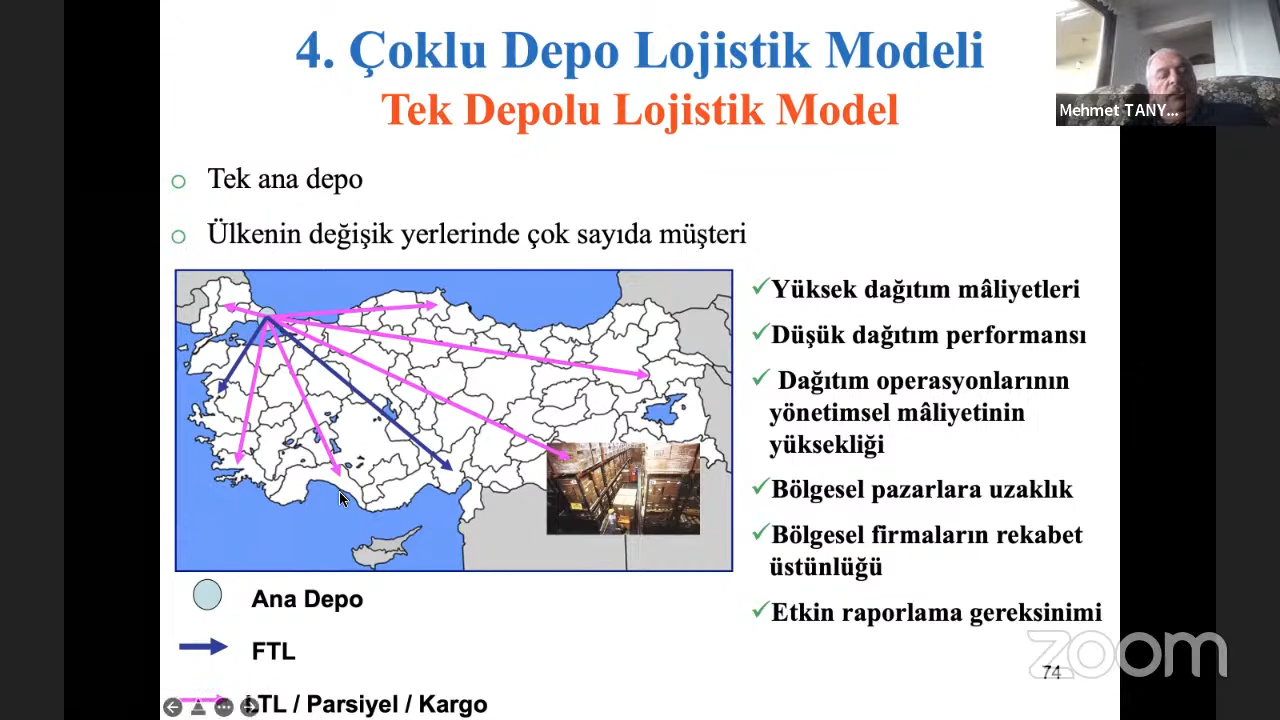 4. Çoklu Depo Lojistik Modeli
Tek Depolu Lojistik Model
Mehmet TANY...
Tek ana depo
Ülkenin değişik yerlerinde çok sayıda müşteri
Yüksek dağıtım mâliyetleri
Düşük dağıtım performansı
Dağıtım operasyonlarının
yönetimsel mâliyetinin
yüksekliği
Bölgesel pazarlara uzaklık
Bölgesel firmaların rekabet
üstünlüğü
Etkin raporlama gereksinimi
Ana Depo
FTL
LTL / Parsiyel / Kargo
74
zoom